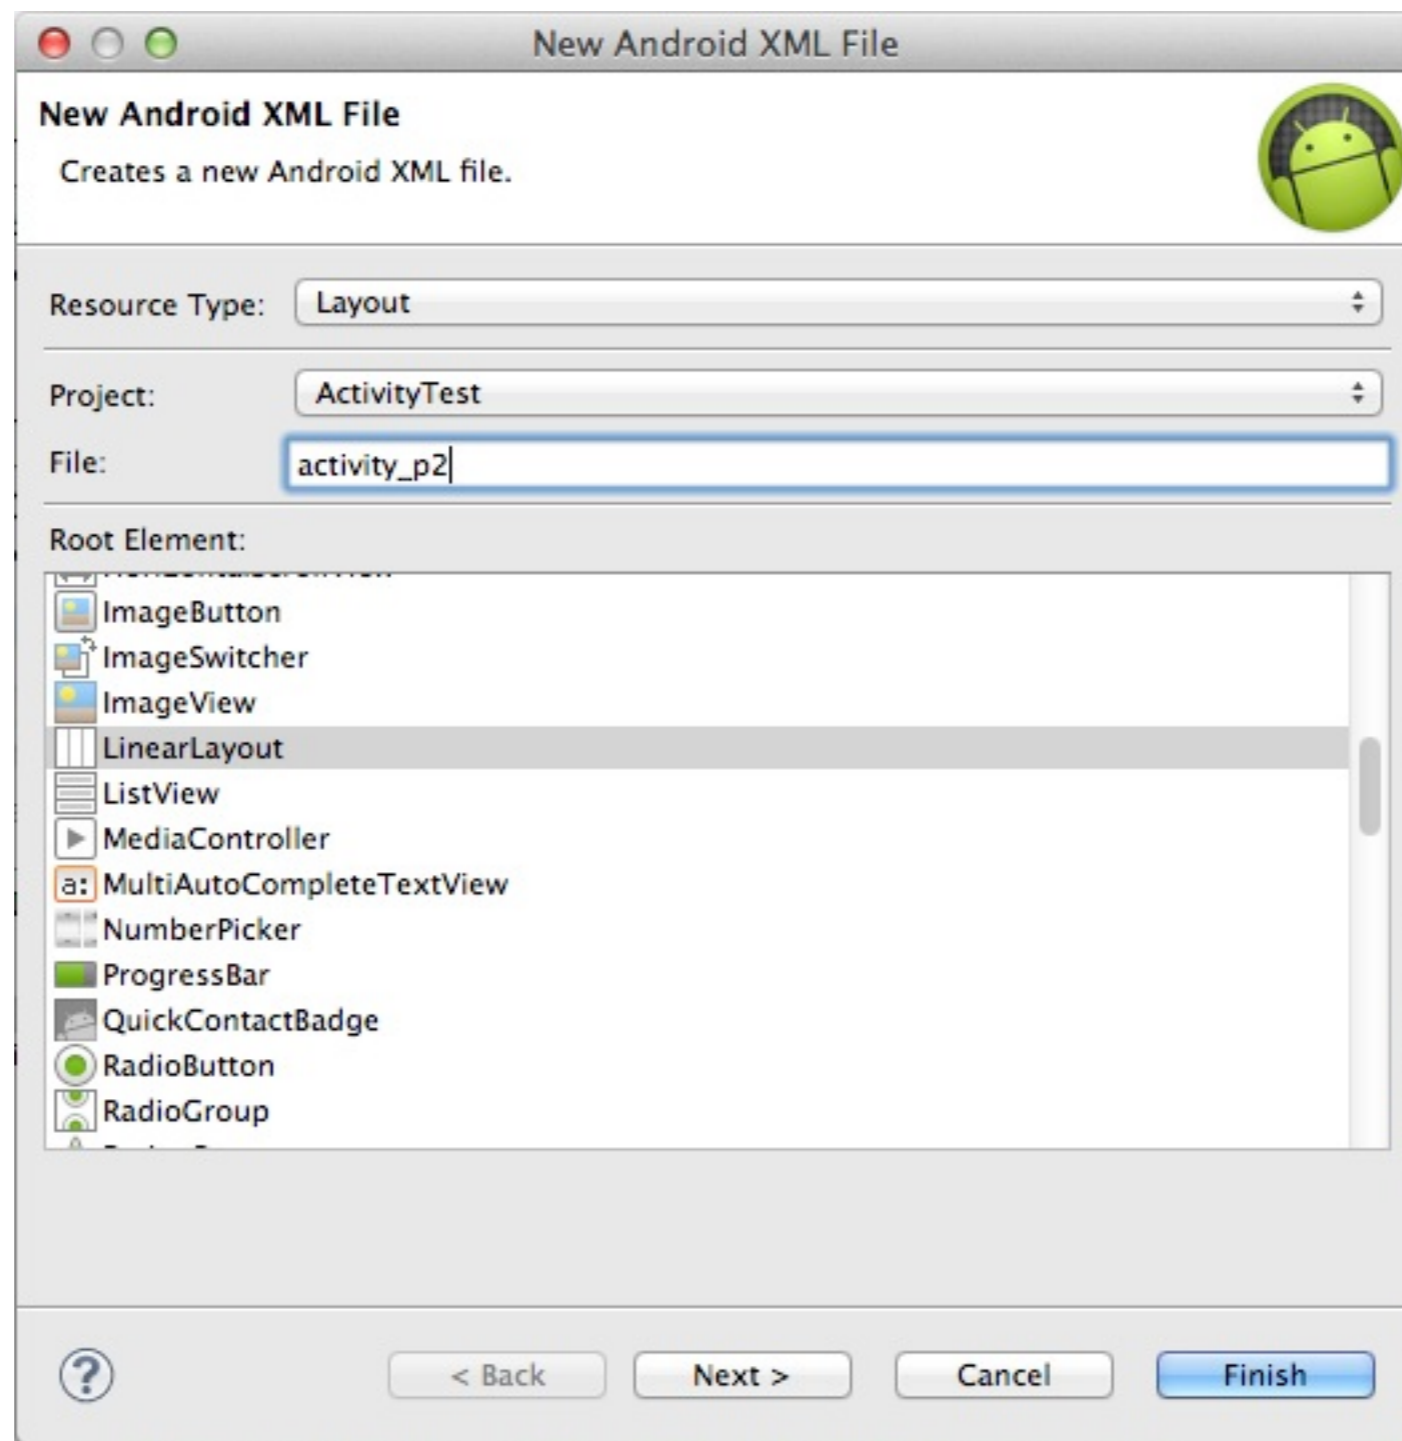 New Android XML File
New Android XML File
Creates a new Android XML file.
Resource Type: Layout
Project: ActivityTest
File: activity_p2
Root Element:
ImageButton
ImageSwitcher
ImageView
LinearLayout
ListView
MediaController
a: MultiAutoCompleteTextView
NumberPicker
ProgressBar
QuickContactBadge
RadioButton
RadioGroup
? < Back Next > Cancel Finish